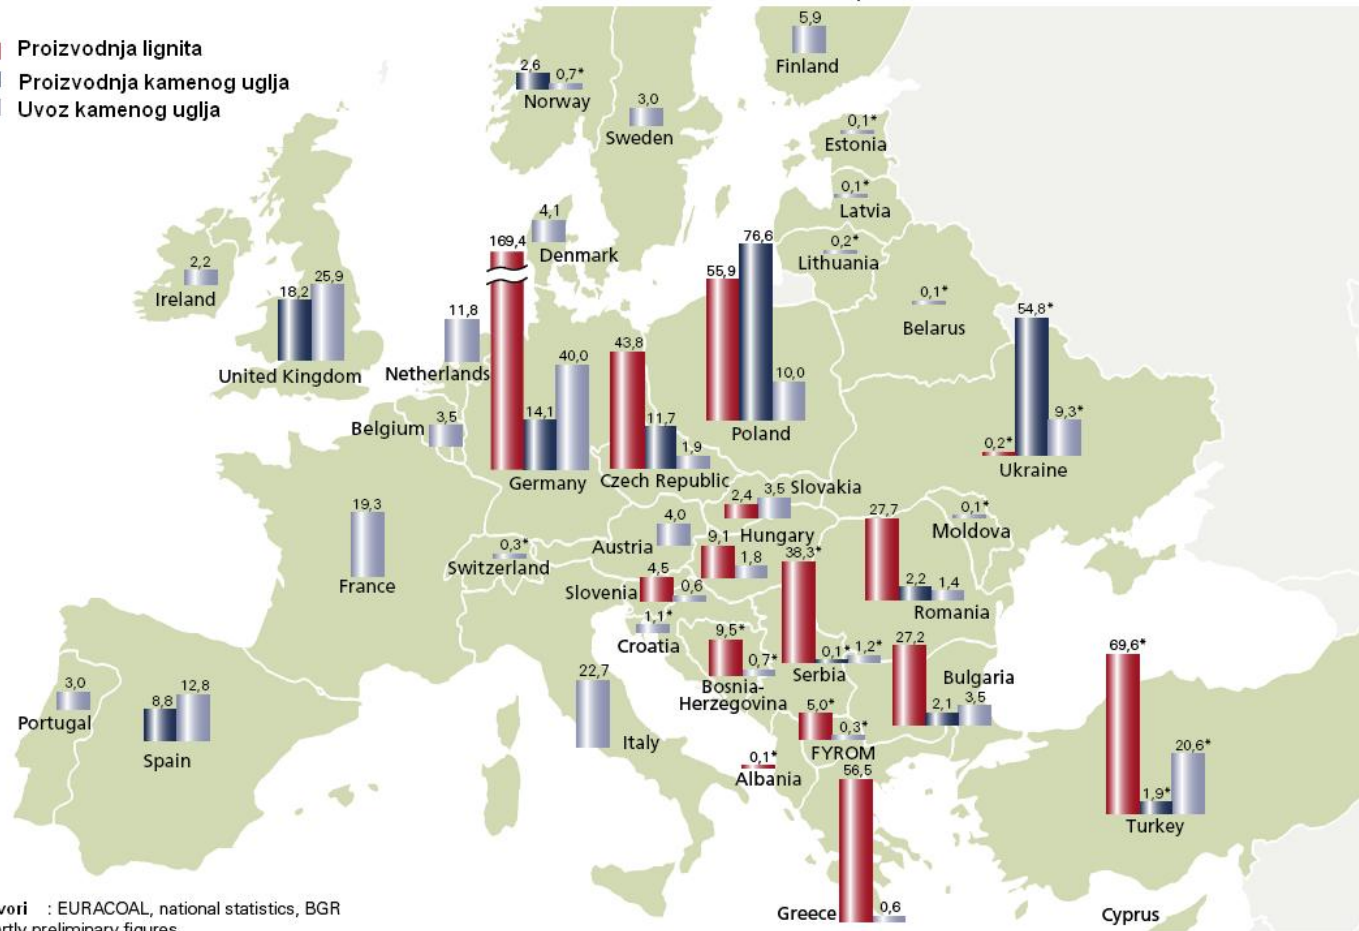 Proizvodnja lignita
Proizvodnja kamenog uglja
Uvoz kamenog uglja
5,9
Finland
2,6
0,7*
Norway
3,0
Sweden
0,1*
Estonia
0,1*
Latvia
0,2*
Lithuania
0,1*
Belarus
4,1
Denmark
2,2
Ireland
18,2
25,9
United Kingdom
11,8
Netherlands
3,5
Belgium
169,4
14,1
40,0
Germany
43,8
11,7
1,9
Czech Republic
55,9
76,6
10,0
Poland
0,2*
54,8*
9,3*
Ukraine
19,3
France
0,3*
Switzerland
4,0
Austria
2,4
3,5
Slovakia
9,1
1,8
Hungary
4,5
0,6
Slovenia
1,1*
Croatia
9,5*
0,7*
Bosnia-
Herzegovina
38,3*
0,1*
1,2*
Serbia
27,7
2,2
1,4
Romania
0,1*
Moldova
27,2
2,1
3,5
Bulgaria
5,0*
0,3*
FYROM
0,1*
Albania
56,5
0,6
Greece
69,6*
1,9*
20,6*
Turkey
Cyprus
22,7
Italy
3,0
Portugal
8,8
12,8
Spain
vori : EURACOAL, national statistics, BGR
artly preliminary figures